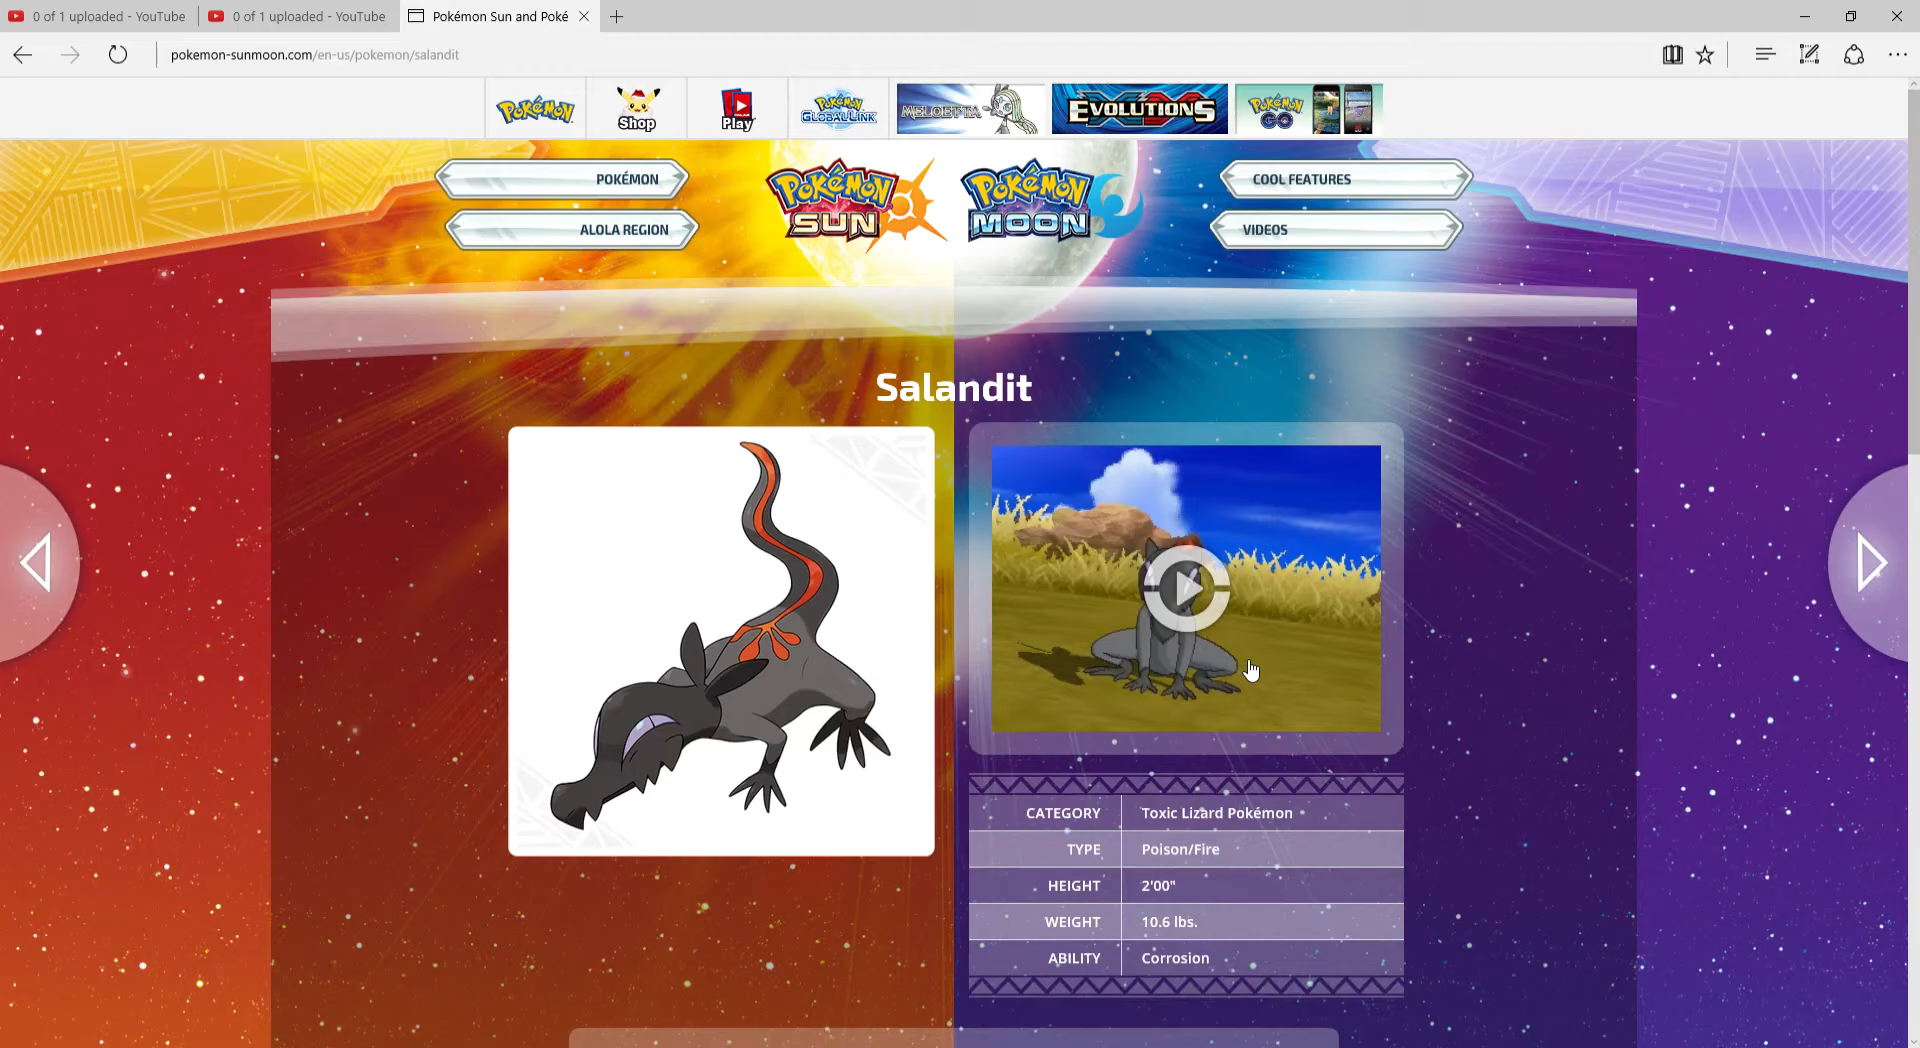 0 of 1 uploaded - YouTube
0 of 1 uploaded - YouTube
Pokémon Sun and Poké
pokemon-sunmoon.com/en-us/pokemon/salandit
POKéMON
Shop
Play
POKéMON GLOBAL LINK
MELOETTA
EVOLUTIONS
POKéMON GO
POKÉMON
ALOLA REGION
POKéMON SUN
POKéMON MOON
COOL FEATURES
VIDEOS
Salandit
CATEGORY Toxic Lizard Pokémon
TYPE Poison/Fire
HEIGHT 2'00"
WEIGHT 10.6 lbs.
ABILITY Corrosion